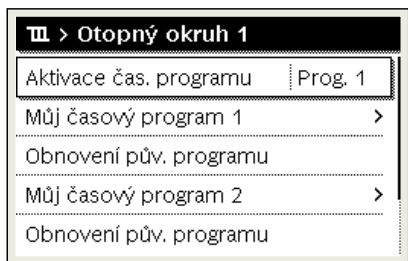 > Otopný okruh 1
Aktivace čas. programu Prog. 1
Můj časový program 1 >
Obnovení pův. programu
Můj časový program 2 >
Obnovení pův. programu